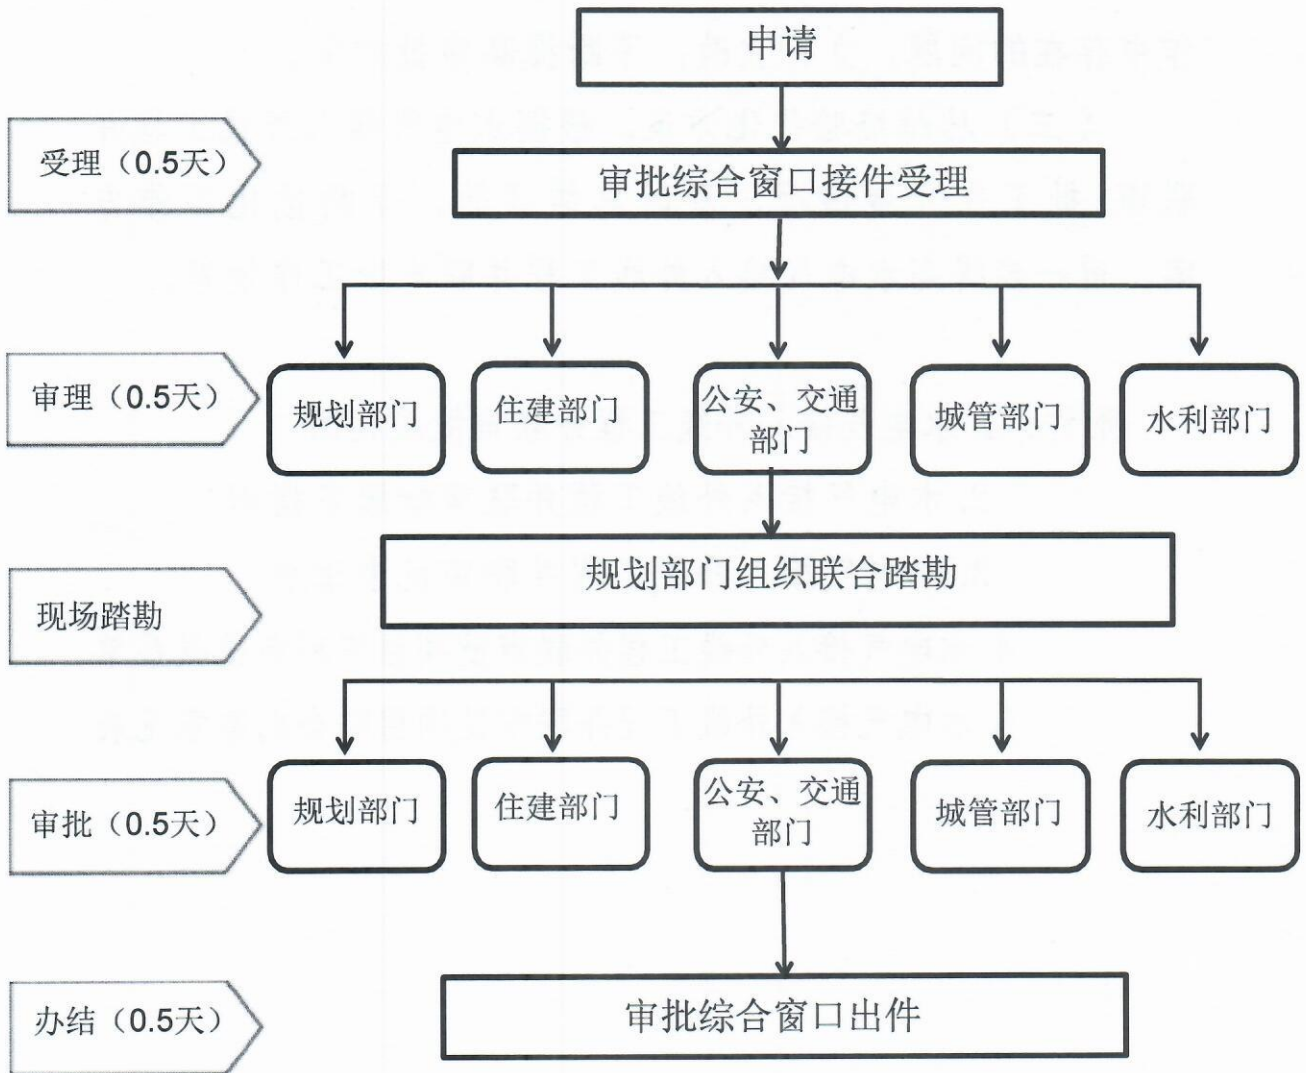 申请
受理（0.5天）
审批综合窗口接件受理
审理（0.5天）
规划部门
住建部门
公安、交通
部门
城管部门
水利部门
规划部门组织联合踏勘
现场踏勘
审批（0.5天）
规划部门
住建部门
公安、交通
部门
城管部门
水利部门
办结（0.5天）
审批综合窗口出件